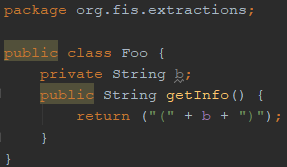 package org.fis.extractions;
public class Foo {
    private String b;
    public String getInfo() {
        return ("(" + b + ")");
    }
}